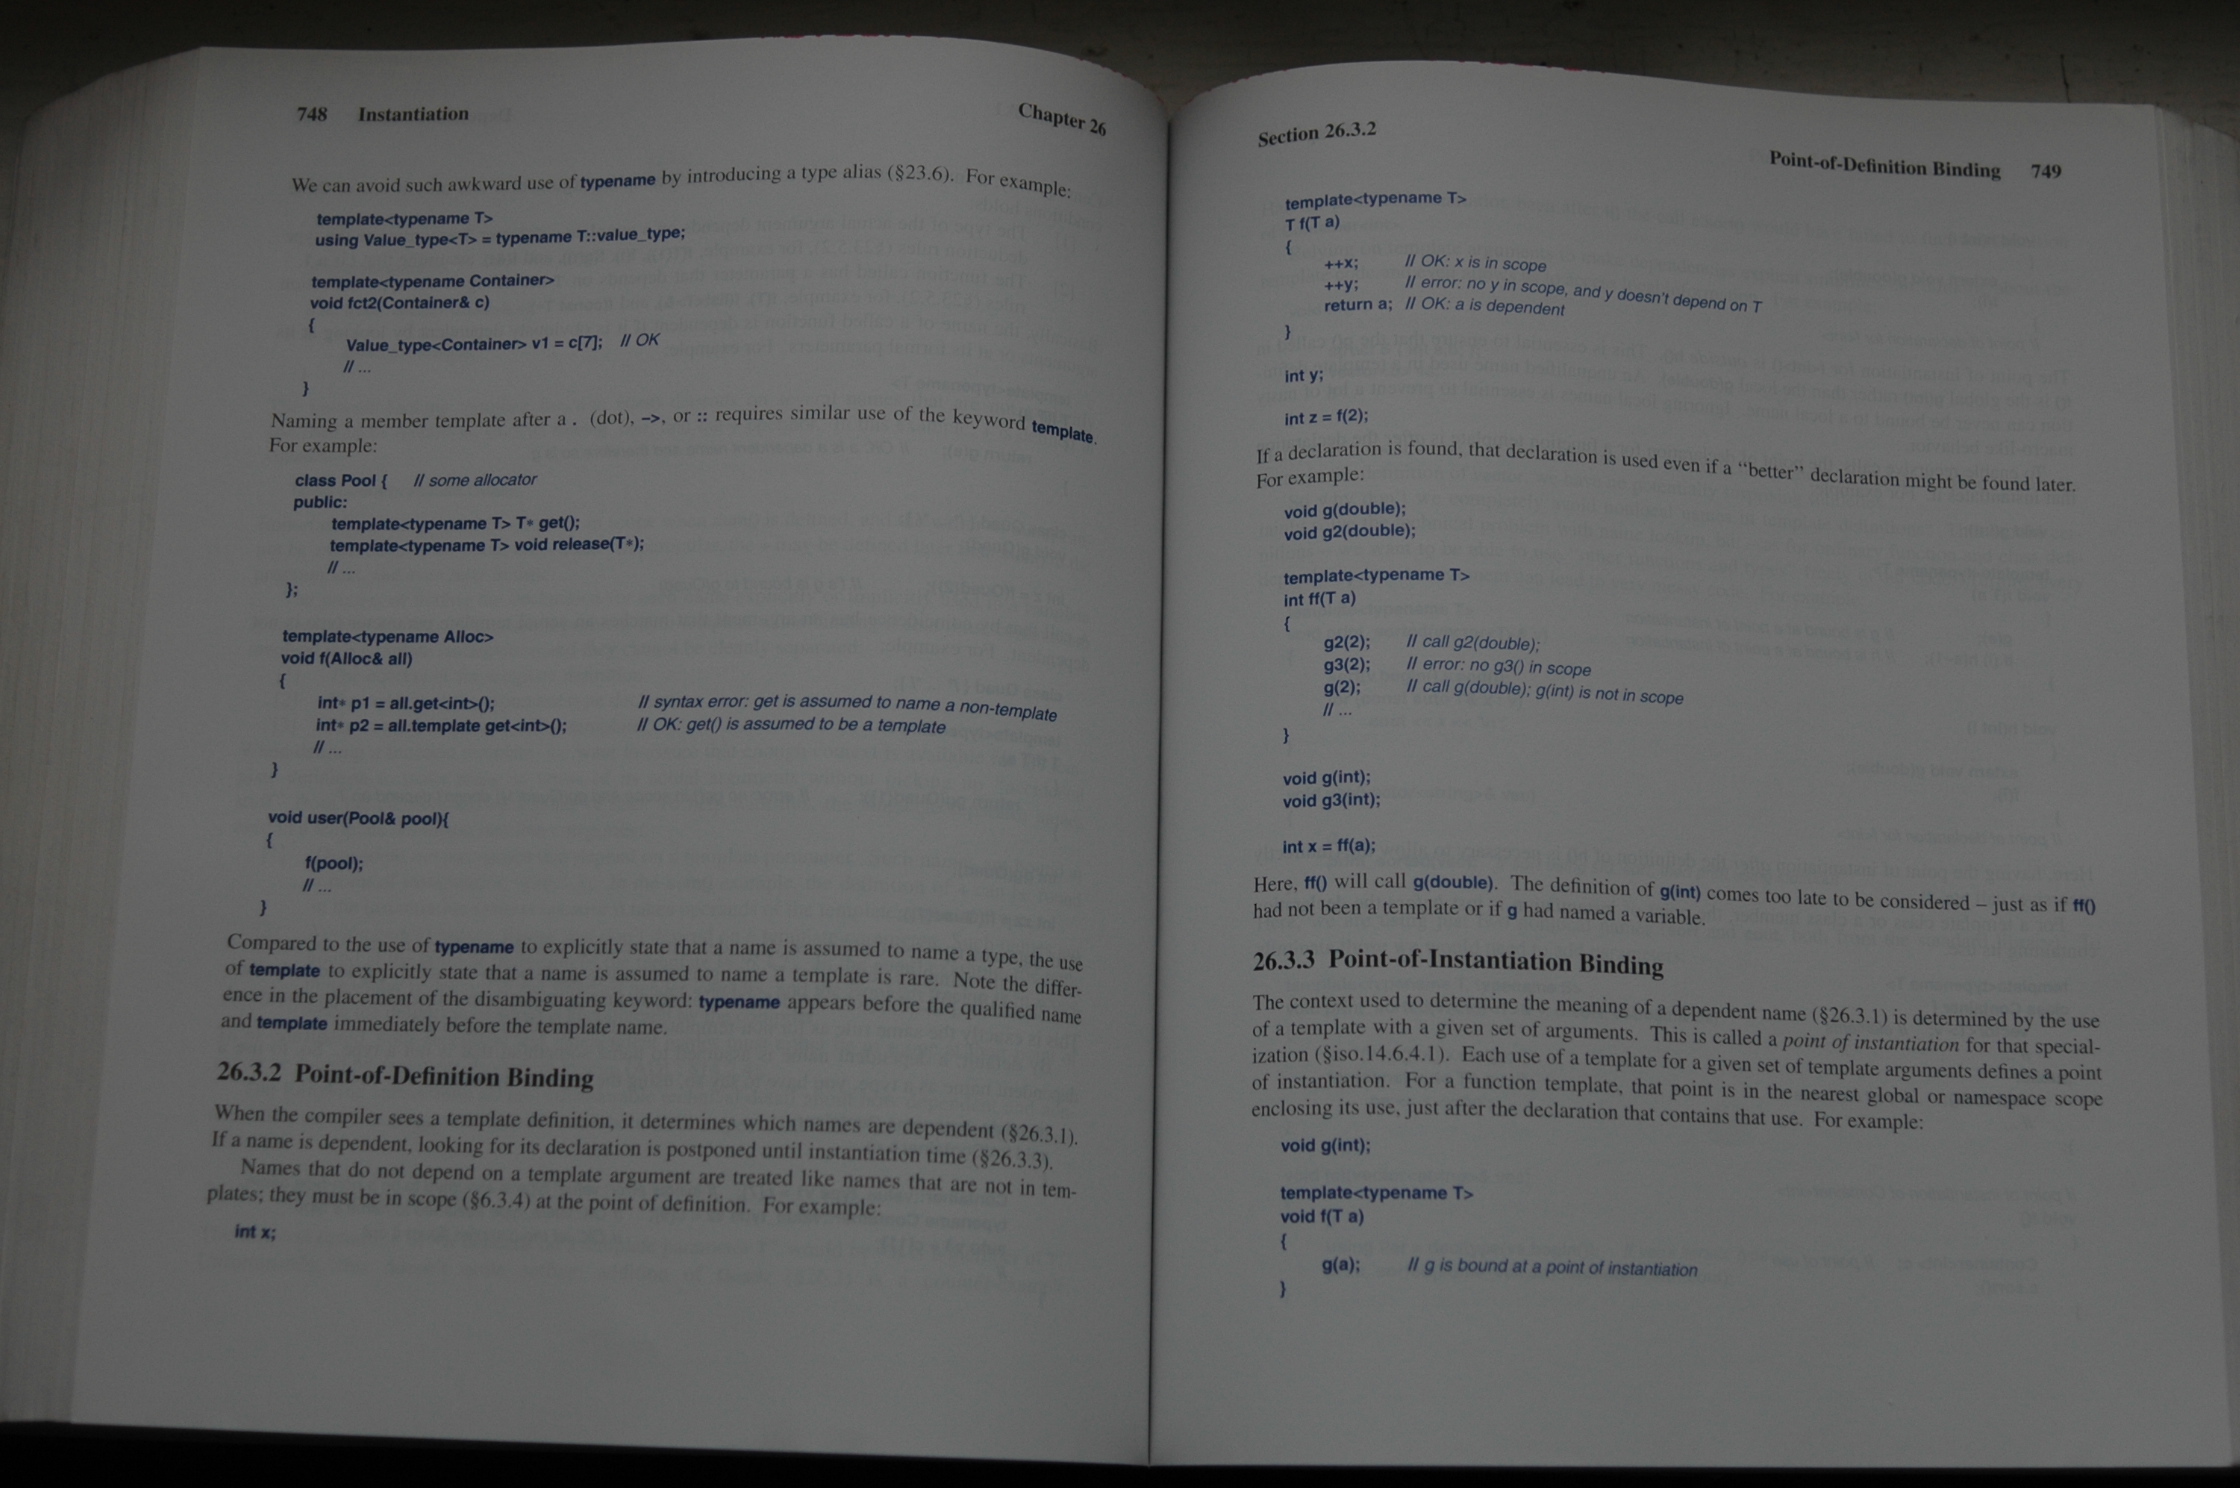 748 Instantiation Chapter 26
We can avoid such awkward use of typename by introducing a type alias (§23.6). For example:
template<typename T>
using Value_type<T> = typename T::value_type;
template<typename Container>
void fct2(Container& c)
{
Value_type<Container> v1 = c[7]; // OK
// ...
}
Naming a member template after a . (dot), –>, or :: requires similar use of the keyword template.
For example:
class Pool { // some allocator
public:
template<typename T> T* get();
template<typename T> void release(T*);
// ...
};
template<typename Alloc>
void f(Alloc& all)
{
int* p1 = all.get<int>(); // syntax error: get is assumed to name a non-template
int* p2 = all.template get<int>(); // OK: get() is assumed to be a template
// ...
}
void user(Pool& pool){
{
f(pool);
// ...
}
Compared to the use of typename to explicitly state that a name is assumed to name a type, the use
of template to explicitly state that a name is assumed to name a template is rare. Note the differ-
ence in the placement of the disambiguating keyword: typename appears before the qualified name
and template immediately before the template name.
26.3.2 Point-of-Definition Binding
When the compiler sees a template definition, it determines which names are dependent (§26.3.1).
If a name is dependent, looking for its declaration is postponed until instantiation time (§26.3.3).
Names that do not depend on a template argument are treated like names that are not in tem-
plates; they must be in scope (§6.3.4) at the point of definition. For example:
int x;
Section 26.3.2 Point-of-Definition Binding 749
template<typename T>
T f(T a)
{
++x; // OK: x is in scope
++y; // error: no y in scope, and y doesn't depend on T
return a; // OK: a is dependent
}
int y;
int z = f(2);
If a declaration is found, that declaration is used even if a “better” declaration might be found later.
For example:
void g(double);
void g2(double);
template<typename T>
int ff(T a)
{
g2(2); // call g2(double);
g3(2); // error: no g3() in scope
g(2); // call g(double); g(int) is not in scope
// ...
}
void g(int);
void g3(int);
int x = ff(a);
Here, ff() will call g(double). The definition of g(int) comes too late to be considered – just as if ff()
had not been a template or if g had named a variable.
26.3.3 Point-of-Instantiation Binding
The context used to determine the meaning of a dependent name (§26.3.1) is determined by the use
of a template with a given set of arguments. This is called a point of instantiation for that special-
ization (§iso.14.6.4.1). Each use of a template for a given set of template arguments defines a point
of instantiation. For a function template, that point is in the nearest global or namespace scope
enclosing its use, just after the declaration that contains that use. For example:
void g(int);
template<typename T>
void f(T a)
{
g(a); // g is bound at a point of instantiation
}